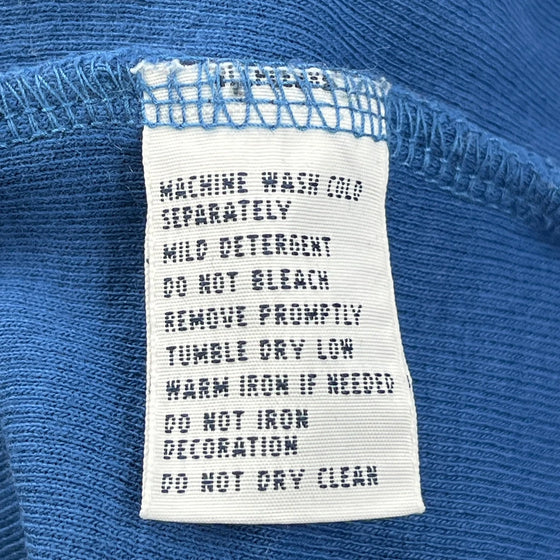 MACHINE WASH COLD
SEPARATELY
MILD DETERGENT
DO NOT BLEACH
REMOVE PROMPTLY
TUMBLE DRY LOW
WARM IRON IF NEEDED
DO NOT IRON
DECORATION
DO NOT DRY CLEAN